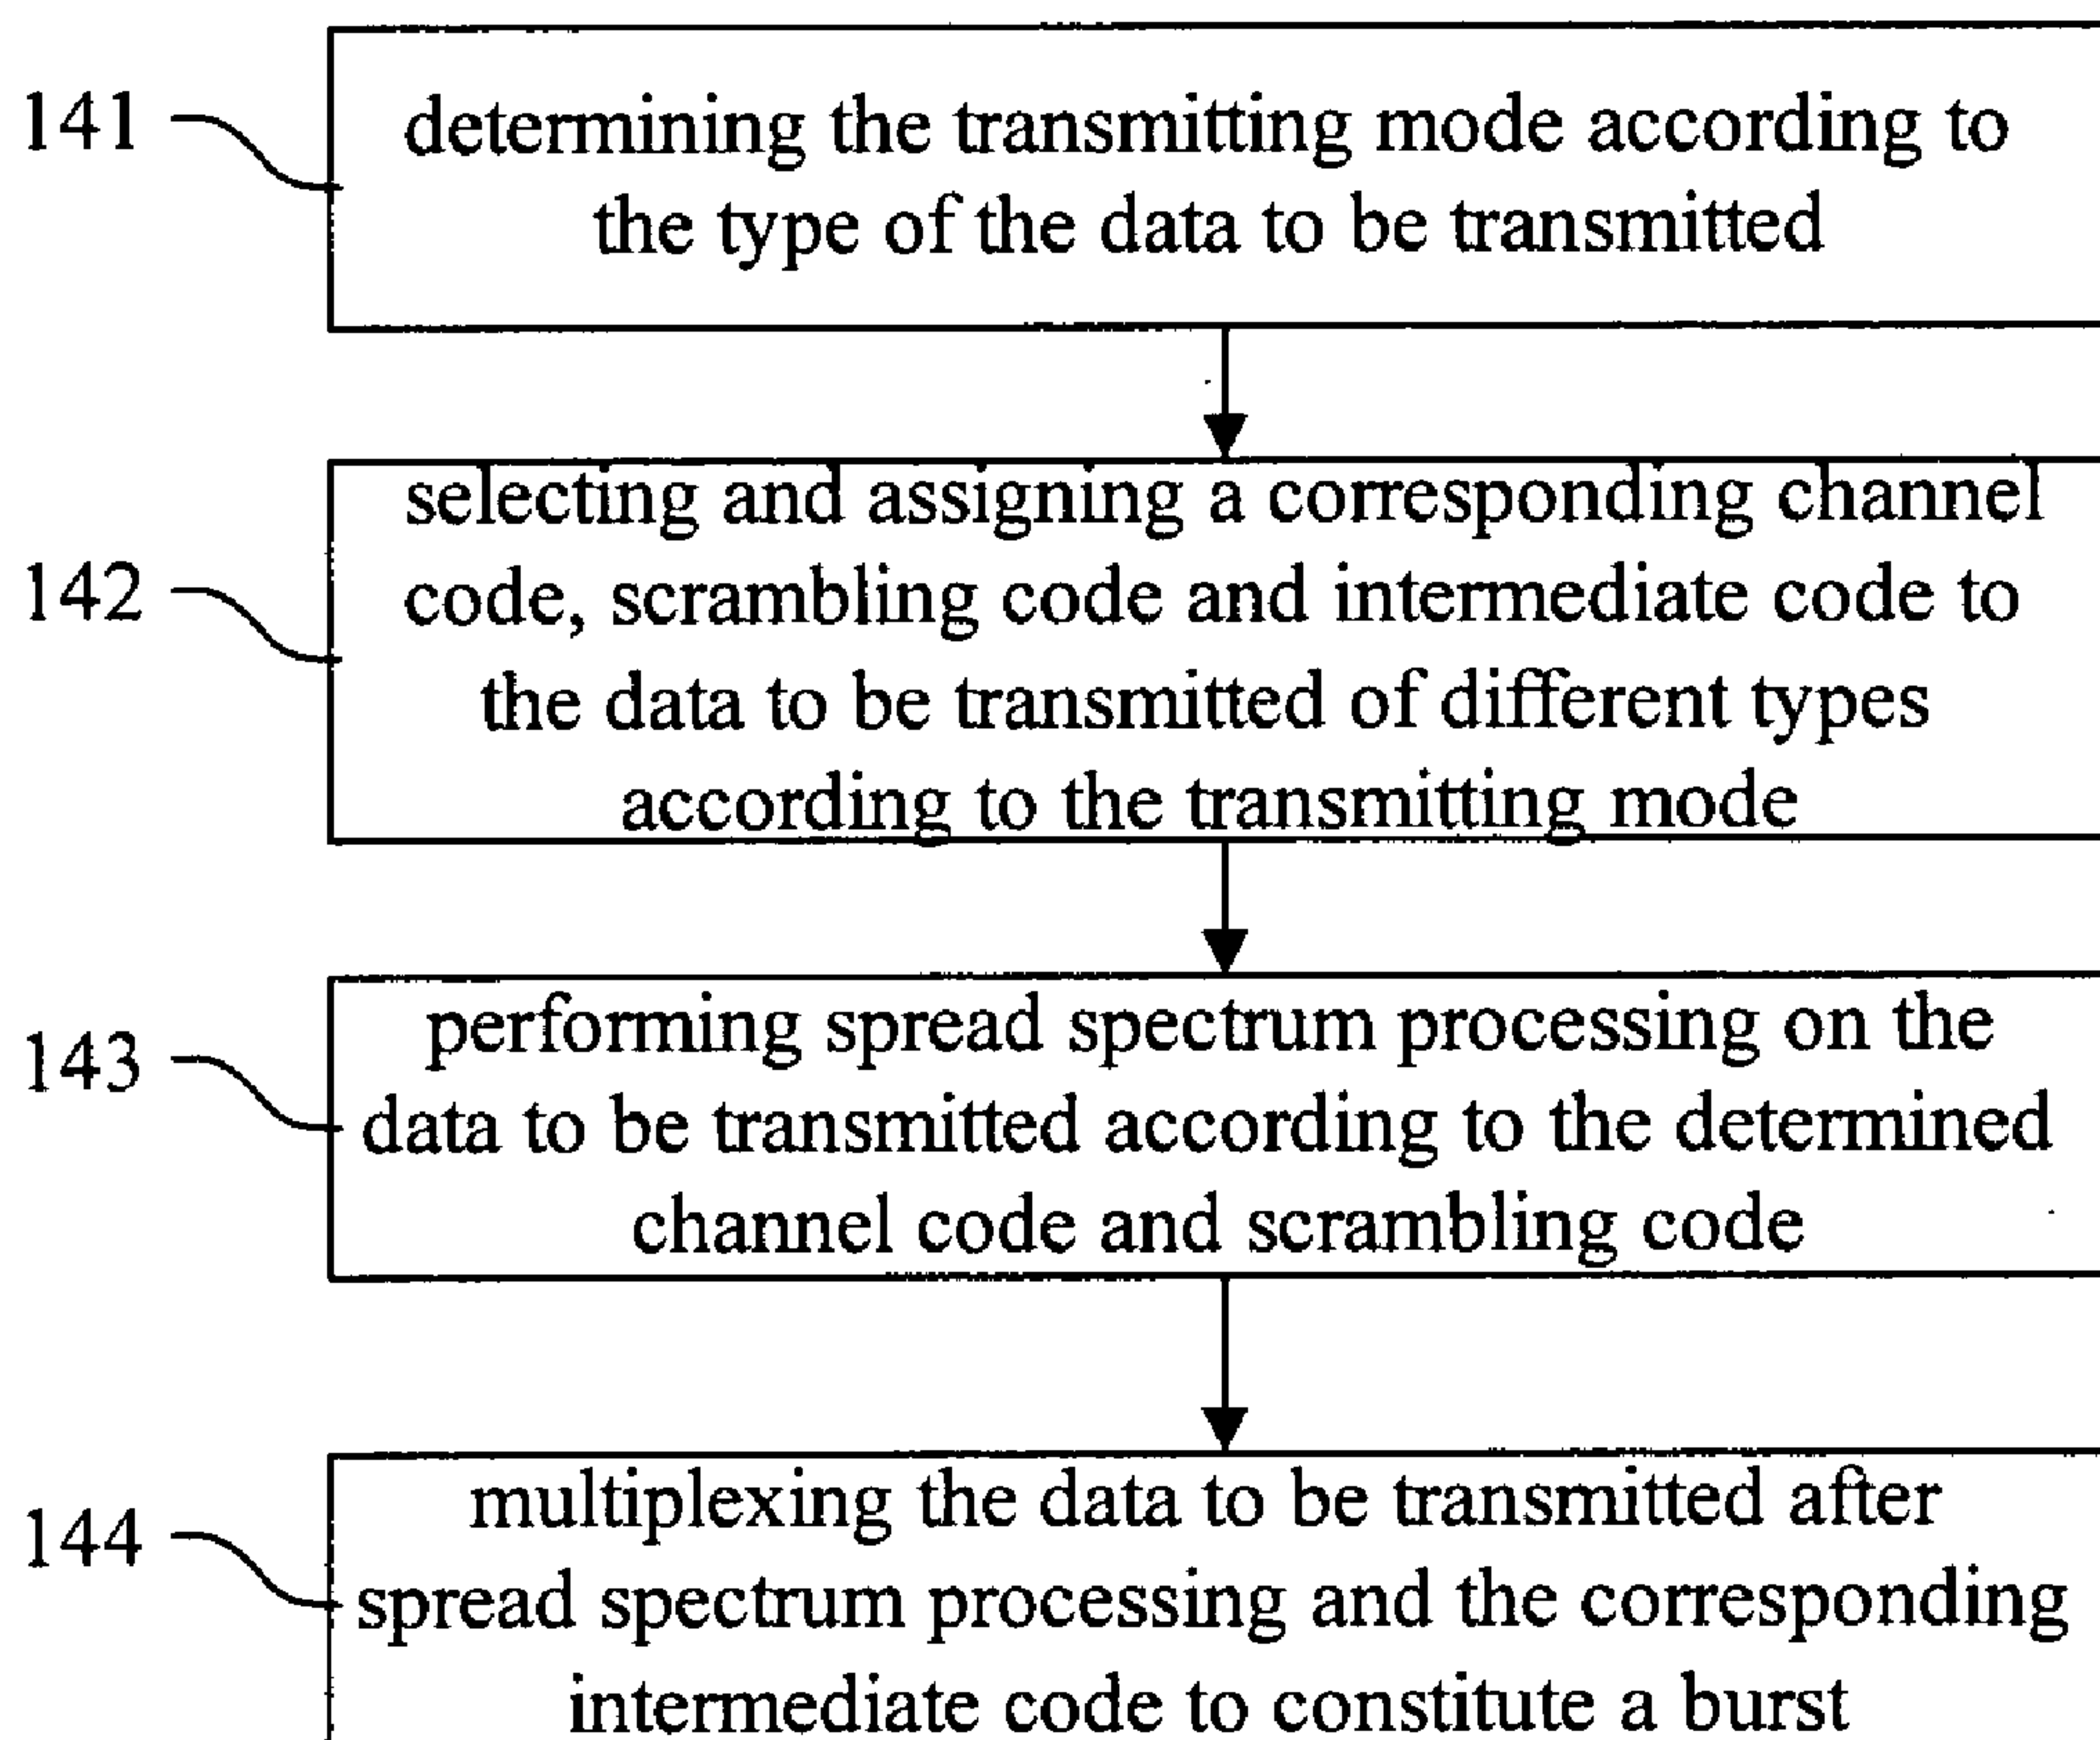 141
determining the transmitting mode according to
the type of the data to be transmitted
142
selecting and assigning a corresponding channel
code, scrambling code and intermediate code to
the data to be transmitted of different types
according to the transmitting mode
143
performing spread spectrum processing on the
data to be transmitted according to the determined
channel code and scrambling code
144
multiplexing the data to be transmitted after
spread spectrum processing and the corresponding
intermediate code to constitute a burst